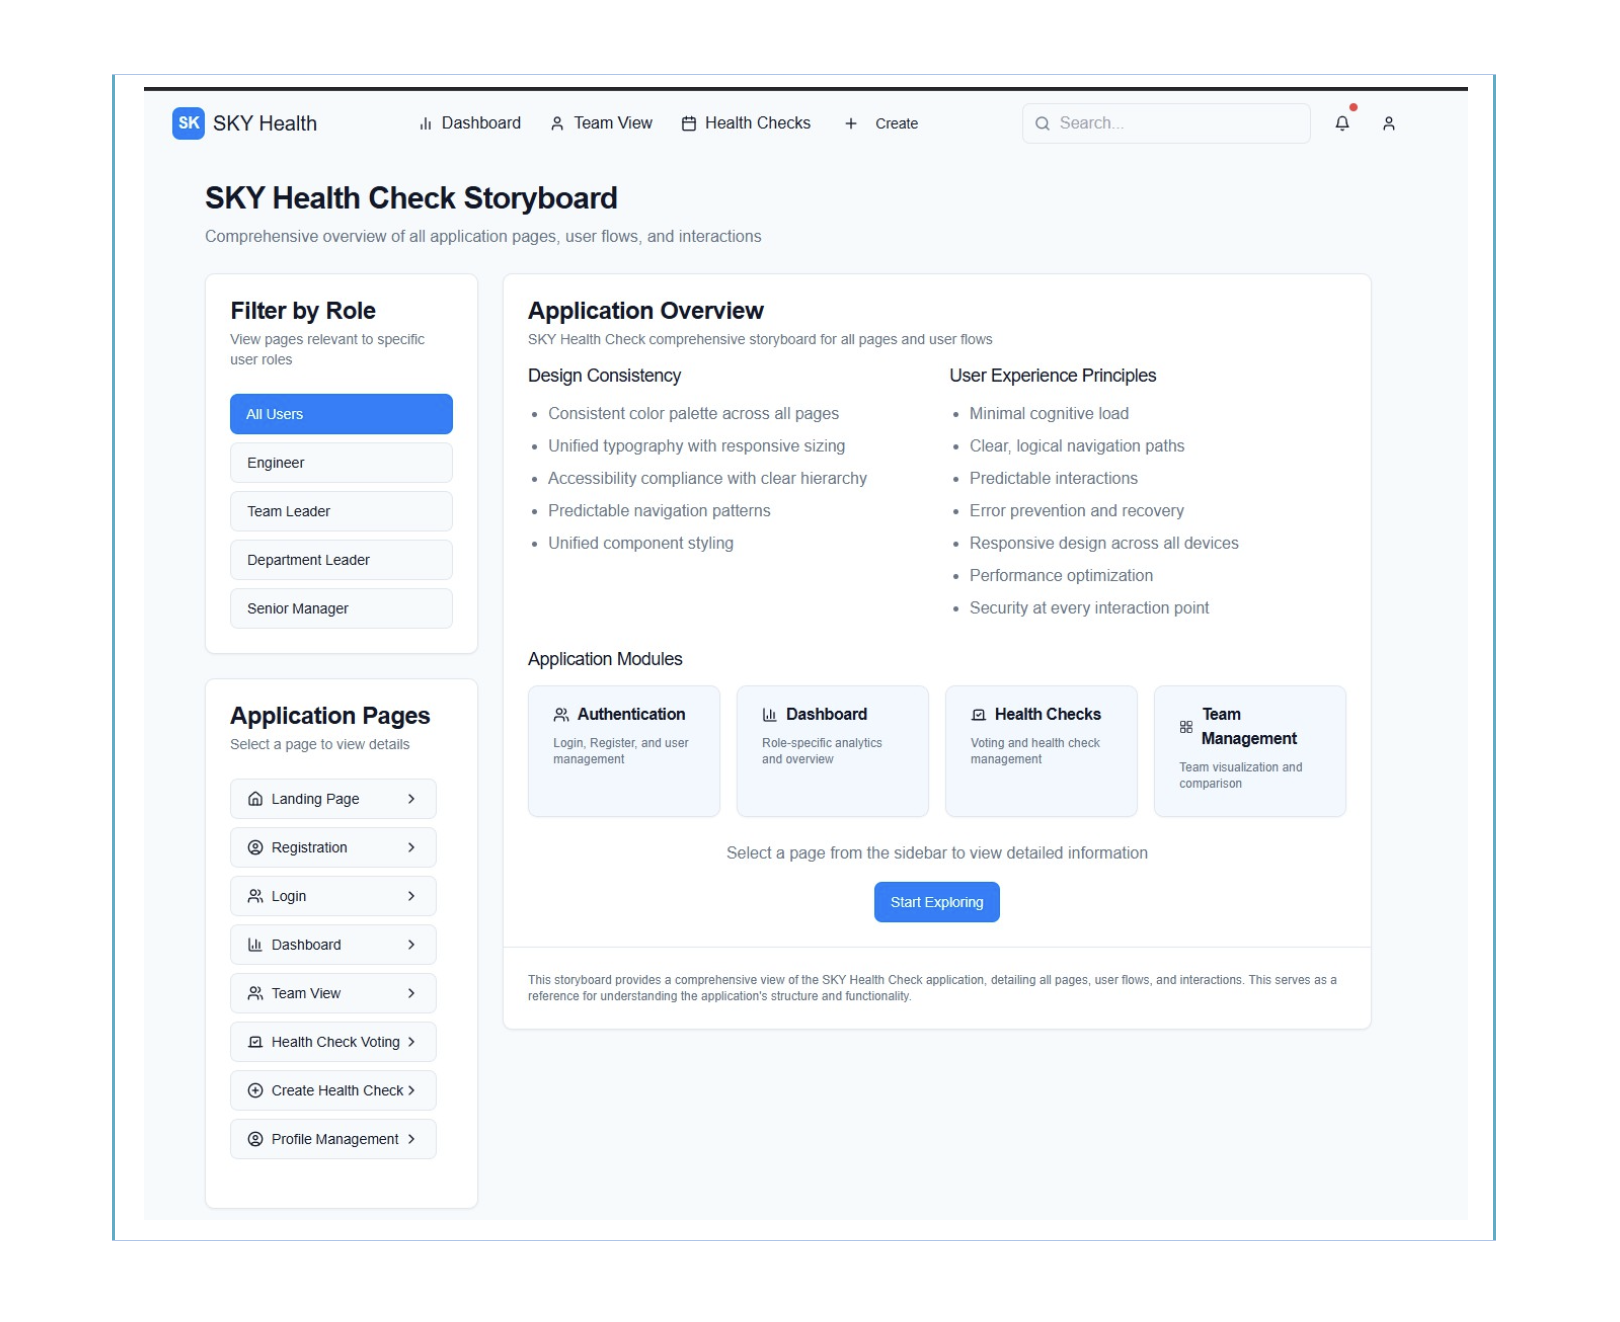 SK SKY Health Dashboard Team View Health Checks Create Search...
SKY Health Check Storyboard
Comprehensive overview of all application pages, user flows, and interactions
Filter by Role
View pages relevant to specific
user roles
All Users
Engineer
Team Leader
Department Leader
Senior Manager
Application Pages
Select a page to view details
Landing Page
Registration
Login
Dashboard
Team View
Health Check Voting
Create Health Check
Profile Management
Application Overview
SKY Health Check comprehensive storyboard for all pages and user flows
Design Consistency
• Consistent color palette across all pages
• Unified typography with responsive sizing
• Accessibility compliance with clear hierarchy
• Predictable navigation patterns
• Unified component styling
User Experience Principles
• Minimal cognitive load
• Clear, logical navigation paths
• Predictable interactions
• Error prevention and recovery
• Responsive design across all devices
• Performance optimization
• Security at every interaction point
Application Modules
Authentication
Login, Register, and user
management
Dashboard
Role-specific analytics
and overview
Health Checks
Voting and health check
management
Team
Management
Team visualization and
comparison
Select a page from the sidebar to view detailed information
Start Exploring
This storyboard provides a comprehensive view of the SKY Health Check application, detailing all pages, user flows, and interactions. This serves as a
reference for understanding the application's structure and functionality.